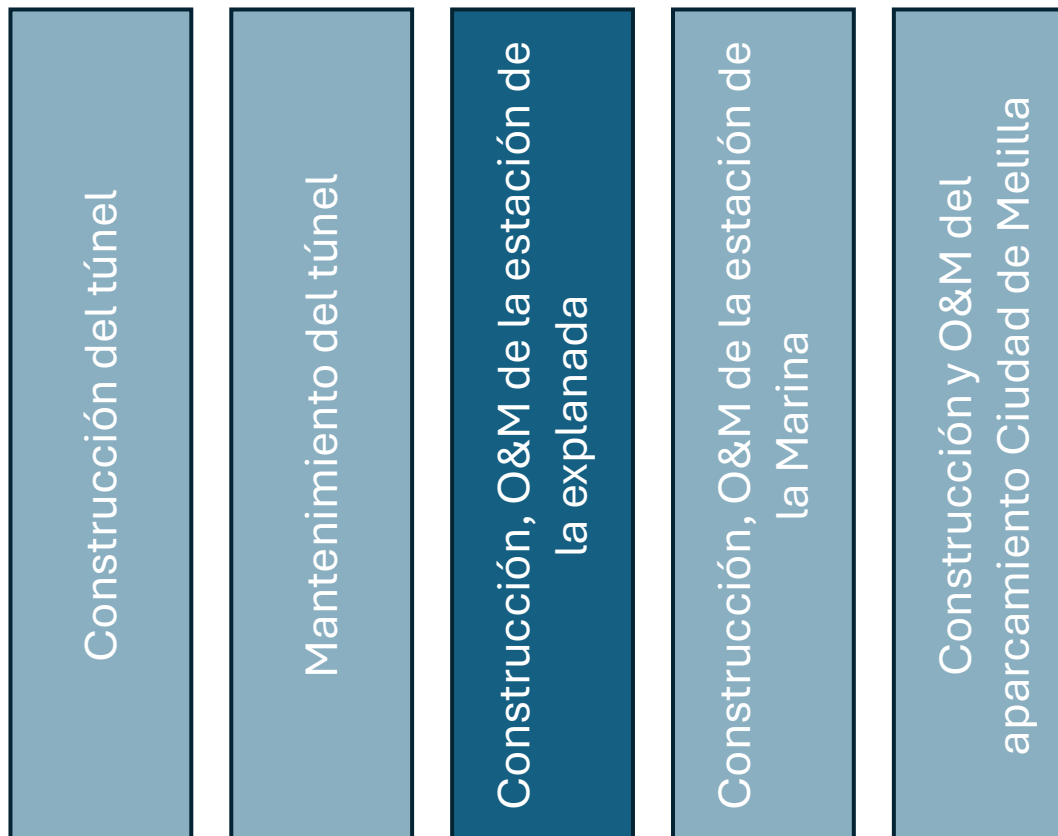 Construcción del túnel
Mantenimiento del túnel
Construcción, O&M de la estación de
la explanada
Construcción, O&M de la estación de
la Marina
Construcción y O&M del
aparcamiento Ciudad de Melilla